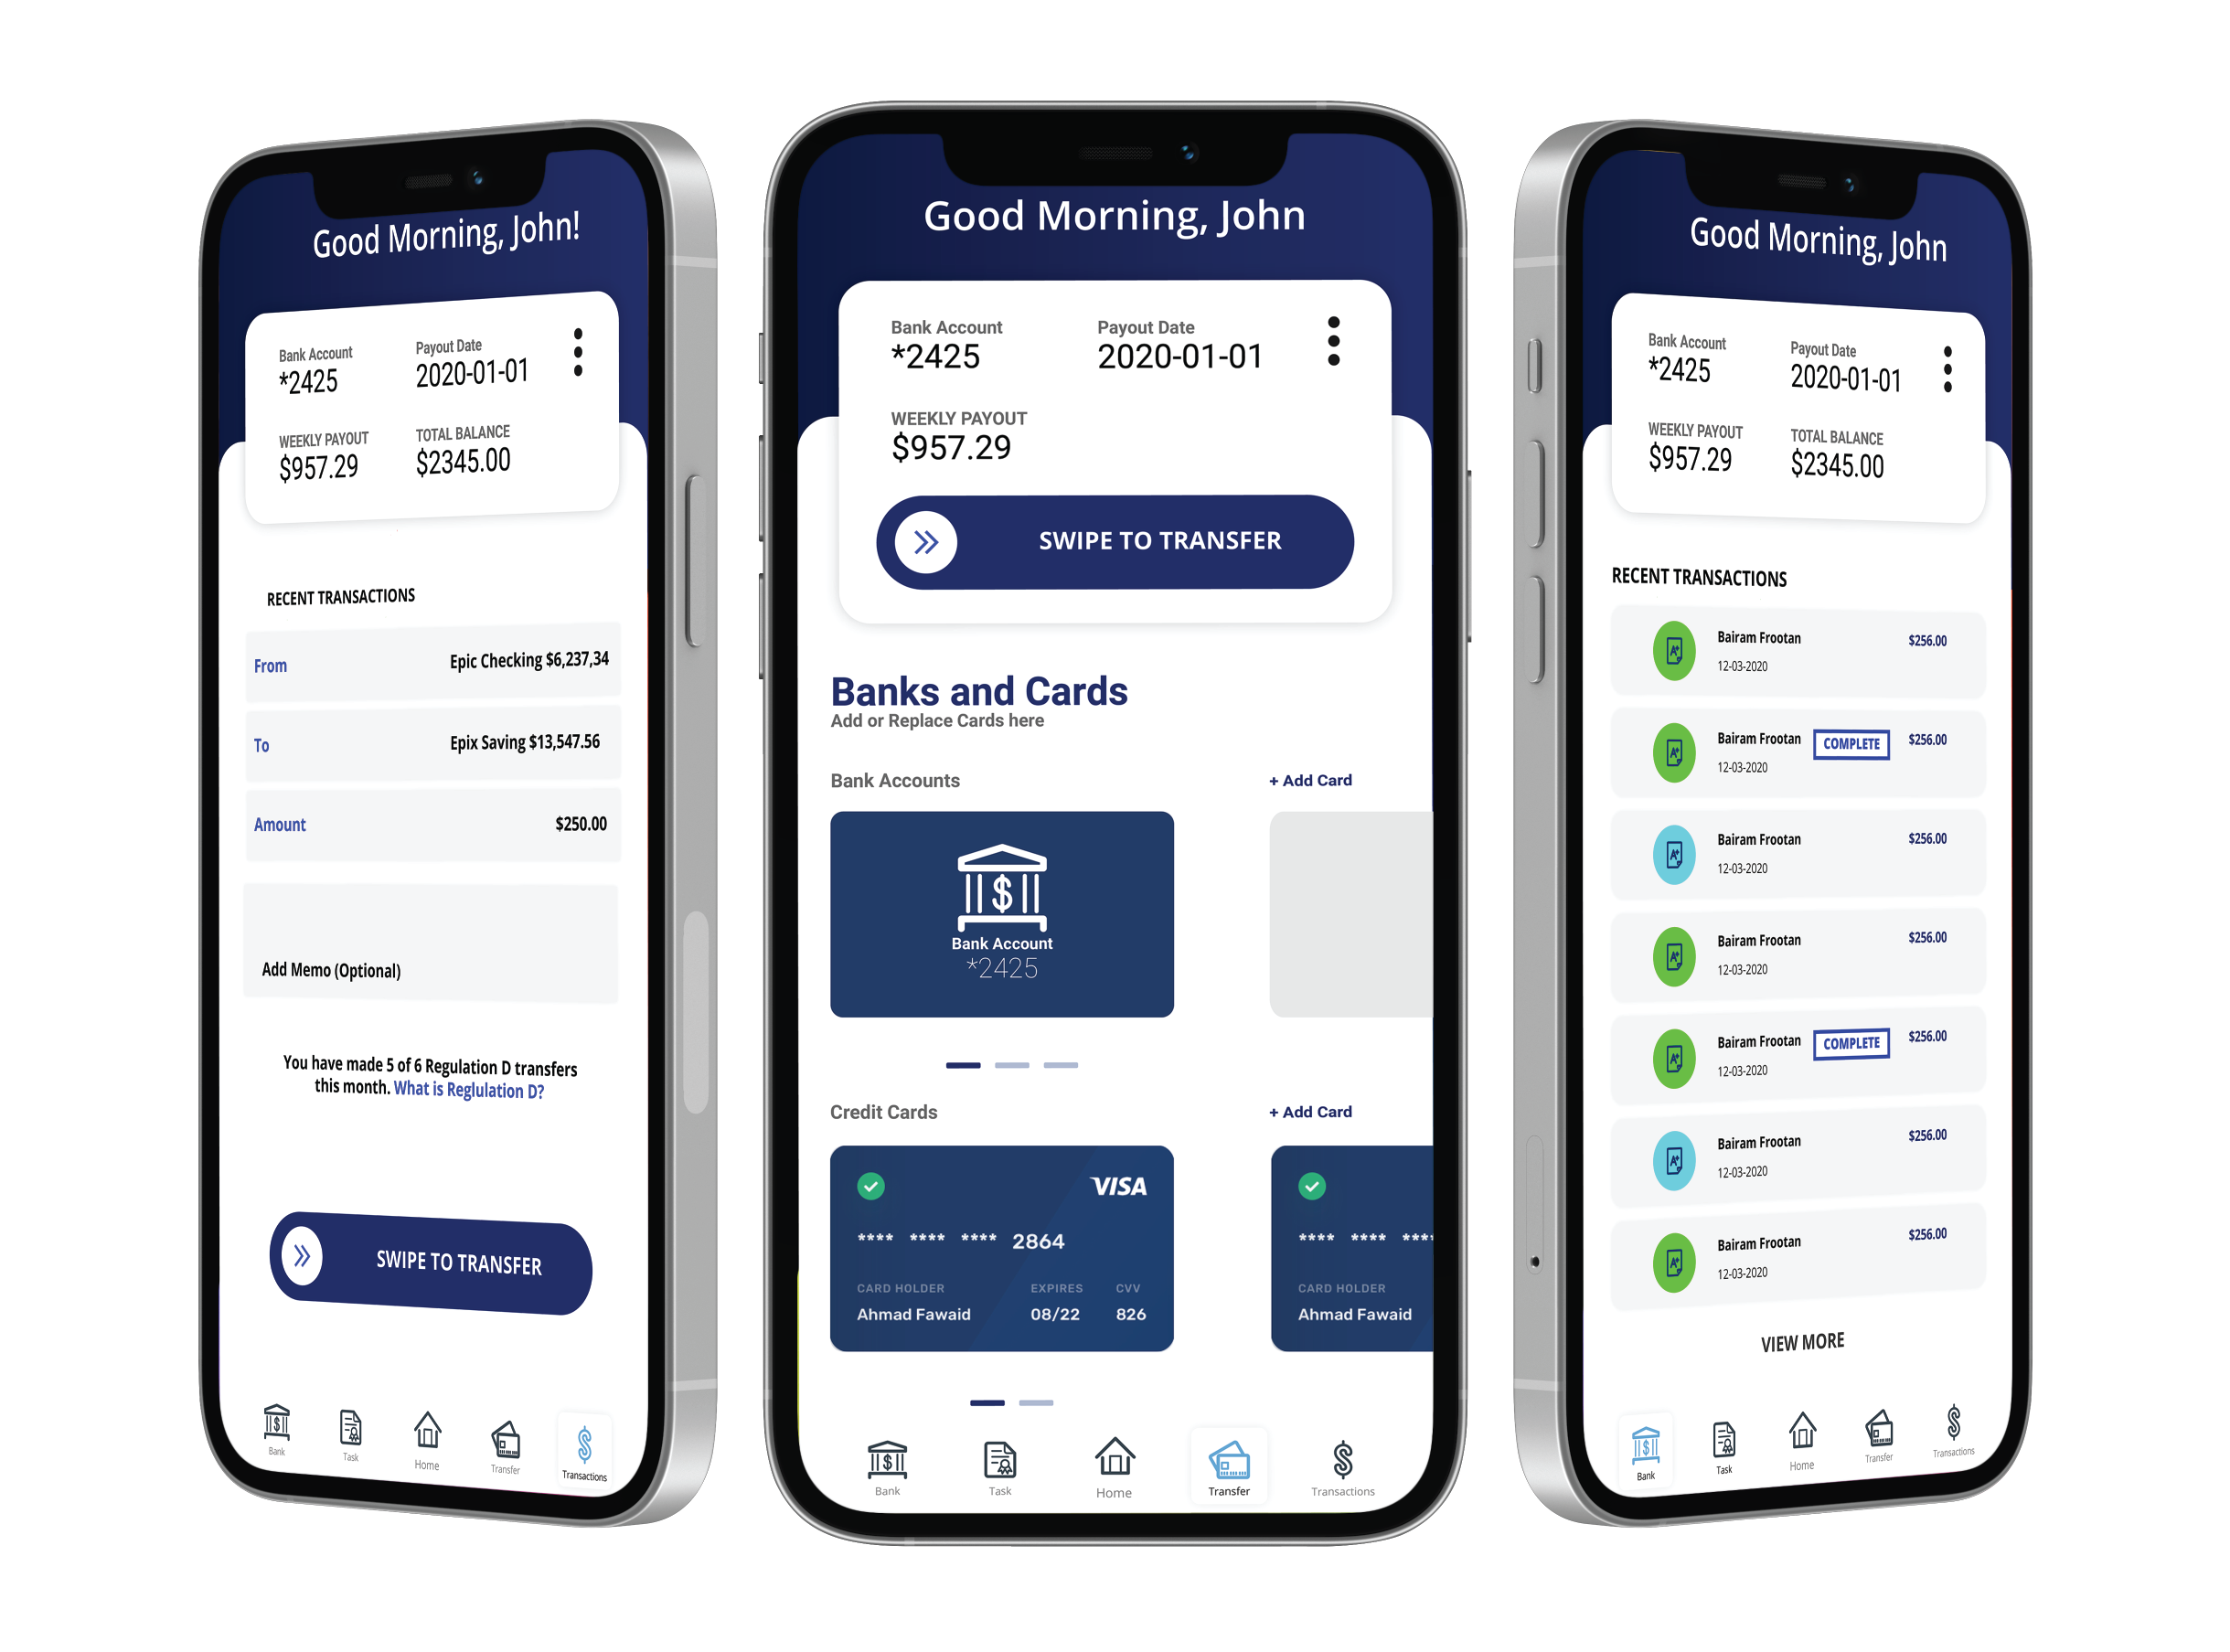 Good Morning, John!
Bank Account
*2425
Payout Date
2020-01-01
WEEKLY PAYOUT
$957.29
TOTAL BALANCE
$2345.00
RECENT TRANSACTIONS
From Epic Checking $6,237,34
To Epix Saving $13,547.56
Amount $250.00
Add Memo (Optional)
You have made 5 of 6 Regulation D transfers
this month. What is Reglulation D?
SWIPE TO TRANSFER
Bank Task Home Transfer Transactions
Good Morning, John
Bank Account
*2425
Payout Date
2020-01-01
WEEKLY PAYOUT
$957.29
SWIPE TO TRANSFER
Banks and Cards
Add or Replace Cards here
Bank Accounts + Add Card
$
Bank Account
*2425
Credit Cards + Add Card
VISA
**** **** **** 2864
CARD HOLDER EXPIRES CVV
Ahmad Fawaid 08/22 826
**** **** ****
CARD HOLDER
Ahmad Fawaid
Bank Task Home Transfer Transactions
Good Morning, John
Bank Account
*2425
Payout Date
2020-01-01
WEEKLY PAYOUT
$957.29
TOTAL BALANCE
$2345.00
RECENT TRANSACTIONS
Bairam Frootan $256.00
12-03-2020
Bairam Frootan COMPLETE $256.00
12-03-2020
Bairam Frootan $256.00
12-03-2020
Bairam Frootan $256.00
12-03-2020
Bairam Frootan COMPLETE $256.00
12-03-2020
Bairam Frootan $256.00
12-03-2020
Bairam Frootan $256.00
12-03-2020
VIEW MORE
Bank Task Home Transfer Transactions